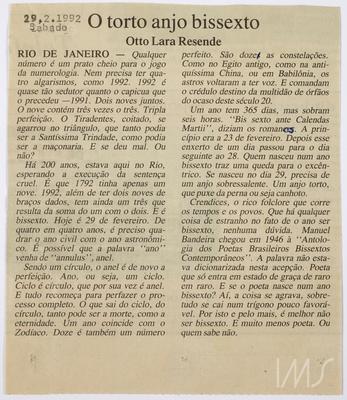 29,2.1992
Sabado
O torto anjo bissexto
Otto Lara Resende
RIO DE JANEIRO — Qualquer
número é um prato cheio para o jogo
da numerologia. Nem precisa ter qua-
tro algarismos, como 1992. 1992 é
quase tão sedutor quanto o capicua que
o precedeu —1991. Dois noves juntos.
O nove contém três vezes o três. Tripla
perfeição. O Tiradentes, coitado, se
agarrou no triângulo, que tanto podia
ser a Santíssima Trindade, como podia
ser a maçonaria. E se deu mal. Ou
não?
Há 200 anos, estava aqui no Rio,
esperando a execução da sentença
cruel. É que 1792 tinha apenas um
nove. 1992, além de ter dois noves de
braços dados, tem ainda um três que
resulta da soma do um com o dois. E é
bissexto. Hoje é 29 de fevereiro. De
quatro em quatro anos, é preciso qua-
drar o ano civil com o ano astronômi-
co. É possível que a palavra "ano"
venha de "annulus", anel.
Sendo um círculo, o anel é de novo a
perfeição. Ano, ou seja, um ciclo.
Ciclo é círculo, que por sua vez é anel.
E tudo recomeça para perfazer o pro-
cesso completo. O que sai do ciclo, do
círculo, tanto pode ser a morte, como a
eternidade. Um ano coincide com o
Zodíaco. Doze é também um número
perfeito. São doze as constelações.
Como no Egito antigo, como na anti-
quíssima China, ou em Babilônia, os
astros voltaram a ter voz. E comandam
o crédulo destino da multidão de órfãos
do ocaso deste século 20.
Um ano tem 365 dias, mas sobram
seis horas. "Bis sexto ante Calendas
Martii", diziam os romanos. A princí-
pio era a 23 de fevereiro. Depois esse
enxerto de um dia passou para o dia
seguinte ao 28. Quem nasceu num ano
bissexto traz uma queda para o excên-
trico. Se nasceu no dia 29, precisa de
um anjo sobressalente. Um anjo torto,
que puxe da perna ou seja canhoto.
Crendices, o rico folclore que corre
os tempos e os povos. Que há qualquer
coisa de estranho no fato de o ano ser
bissexto, nenhuma dúvida. Manuel
Bandeira chegou em 1946 à "Antolo-
gia dos Poetas Brasileiros Bissextos
Contemporâneos". A palavra não esta-
va dicionarizada nesta acepção. Poeta
que só entra em estado de graça de raro
em raro. E se o poeta nasce num ano
bissexto? Aí, a coisa se agrava, sobre-
tudo se cai num trígono pouco favorá-
vel. Por isto e pelo mais, é melhor não
ser bissexto. E muito menos poeta. Ou
quem sabe não.
IMS